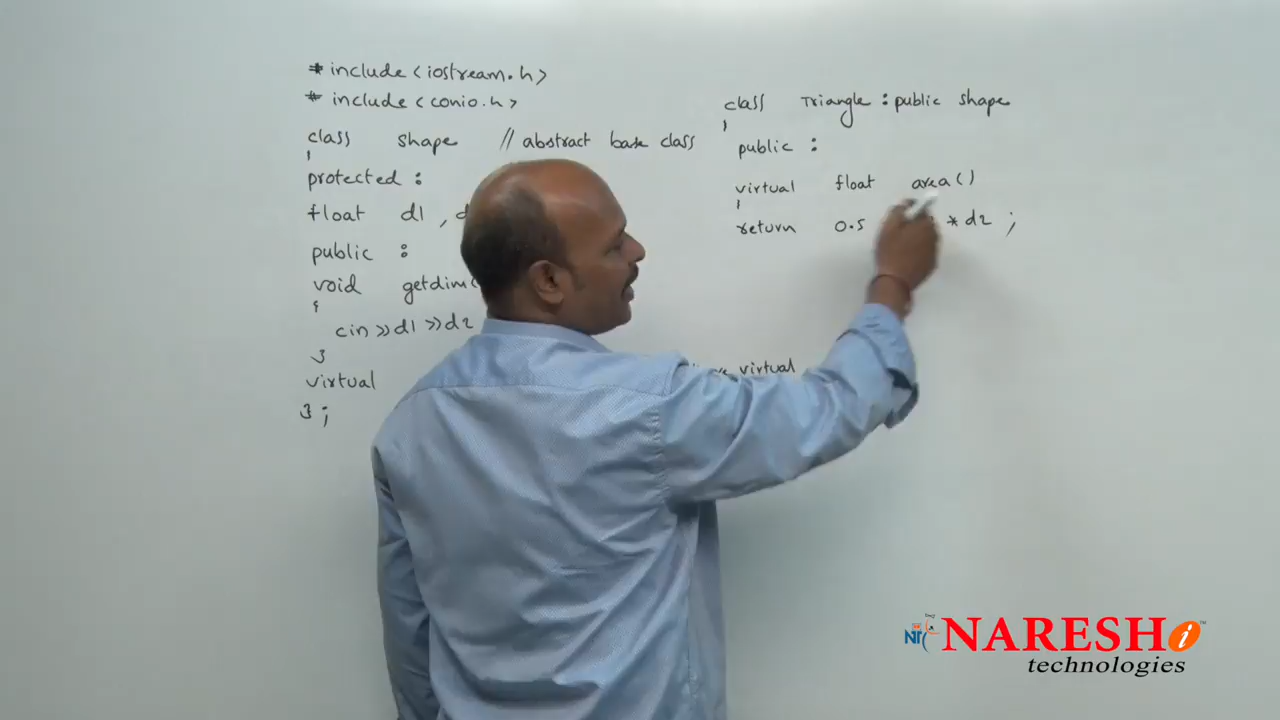 * include <iostream.h>
* include <conio.h>
class shape // abstract base class
{
protected :
float d1 ,
public :
void getdim(
{
cin >> d1 >> d2
}
virtual virtual
} ;
class Triangle : public shape
{
public :
virtual float area()
{
return 0.5 * d2 ;
NARESH i
technologies